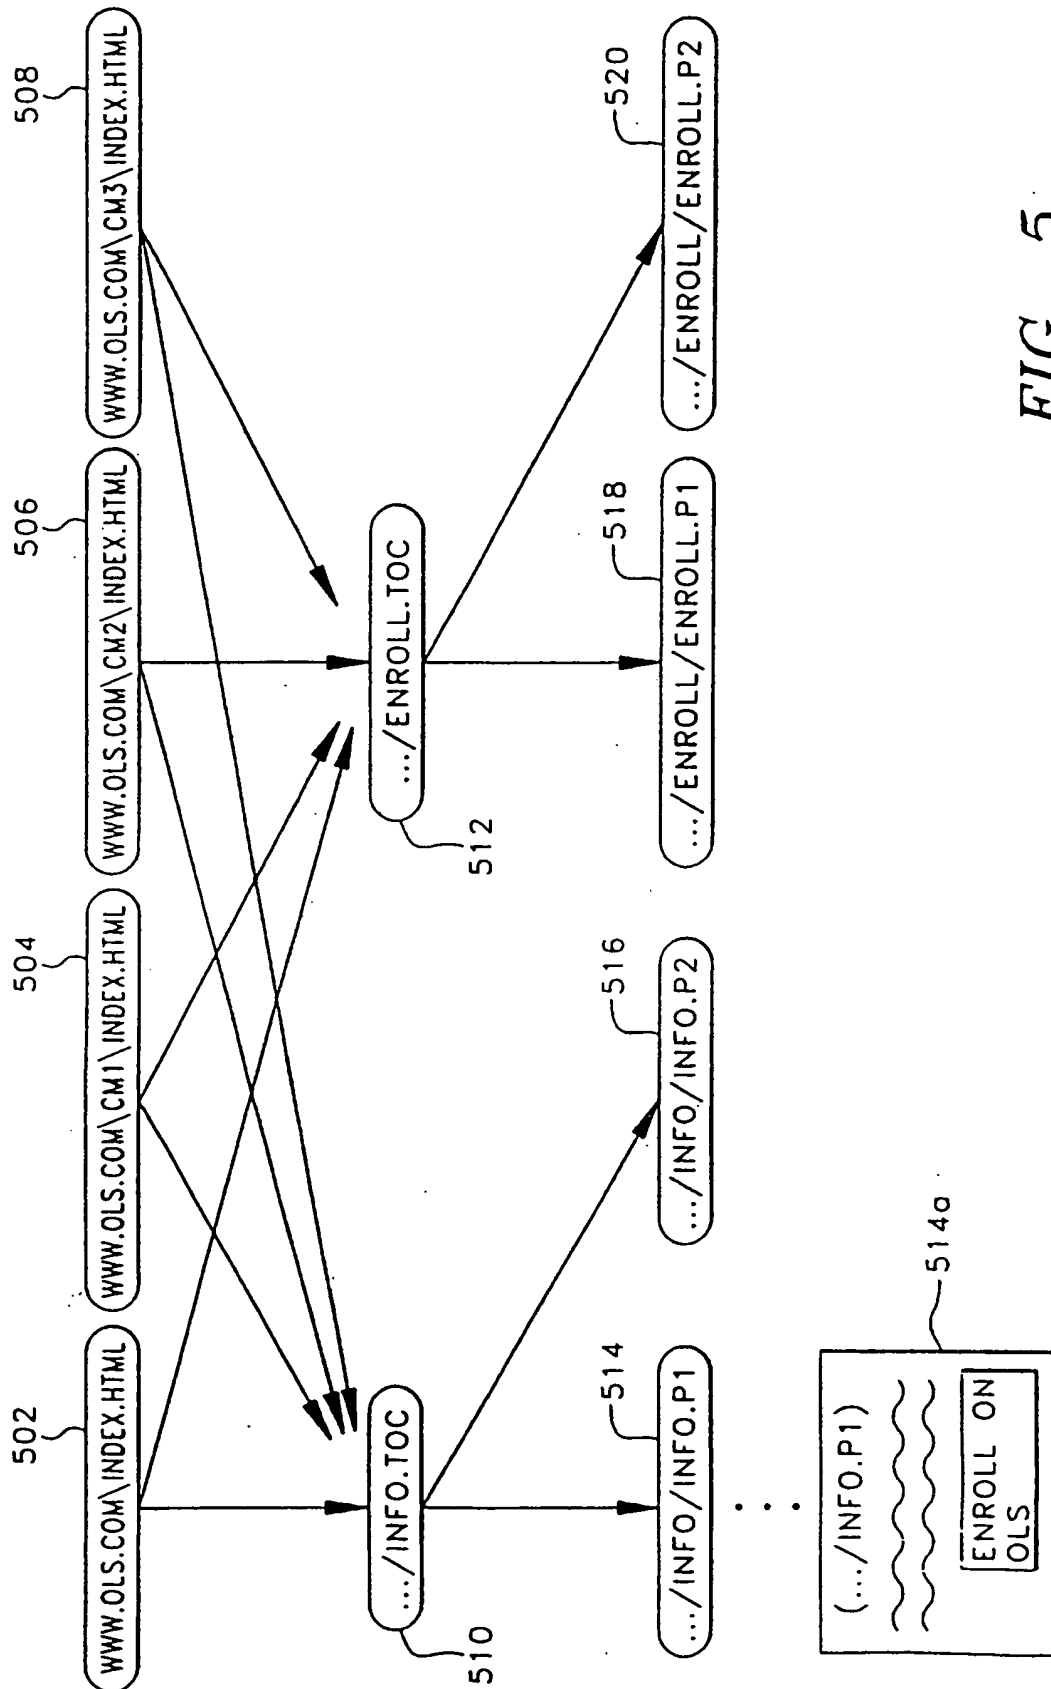 502
504
506
508
WWW.OLS.COM\INDEX.HTML
WWW.OLS.COM\CM1\INDEX.HTML
WWW.OLS.COM\CM2\INDEX.HTML
WWW.OLS.COM\CM3\INDEX.HTML
.../INFO.TOC
.../ENROLL.TOC
510
512
514
516
518
520
.../INFO/INFO.P1
.../INFO/INFO.P2
.../ENROLL/ENROLL.P1
.../ENROLL/ENROLL.P2
514a
(.../INFO.P1)
ENROLL ON
OLS
FIG. 5